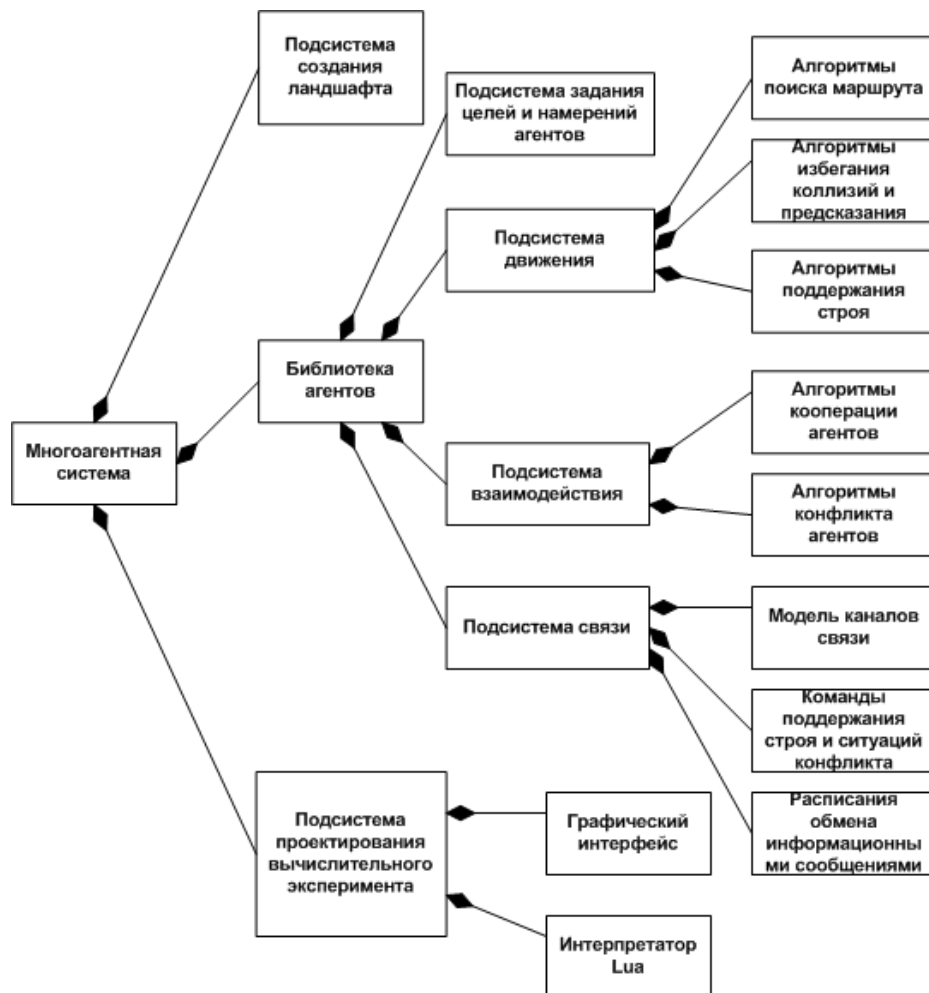 Подсистема
создания
ландшафта
Подсистема задания
целей и намерений
агентов
Алгоритмы
поиска маршрута
Алгоритмы
избегания
коллизий и
предсказания
Подсистема
движения
Алгоритмы
поддержания
строя
Библиотека
агентов
Многоагентная
система
Алгоритмы
кооперации
агентов
Подсистема
взаимодействия
Алгоритмы
конфликта
агентов
Подсистема связи
Модель каналов
связи
Команды
поддержания
строя и ситуаций
конфликта
Расписания
обмена
информационны
ми сообщениями
Подсистема
проектирования
вычислительного
эксперимента
Графический
интерфейс
Интерпретатор
Lua